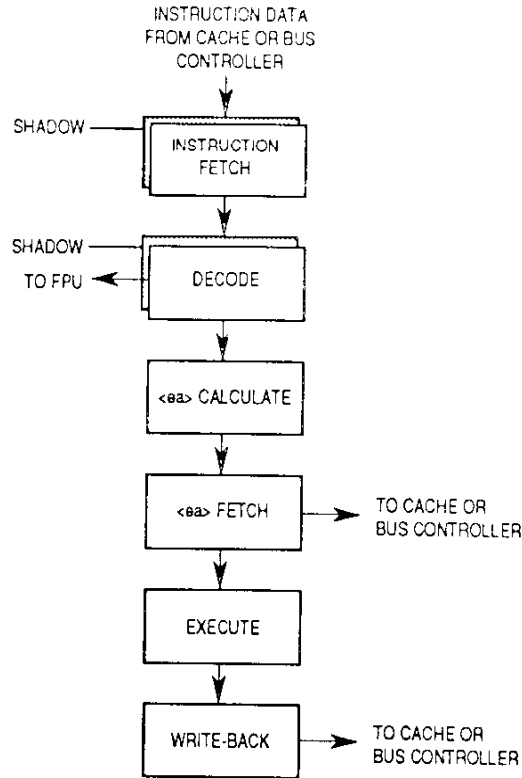 INSTRUCTION DATA
FROM CACHE OR BUS
CONTROLLER
SHADOW
INSTRUCTION
FETCH
SHADOW
TO FPU
DECODE
<ea> CALCULATE
<ea> FETCH
TO CACHE OR
BUS CONTROLLER
EXECUTE
WRITE-BACK
TO CACHE OR
BUS CONTROLLER